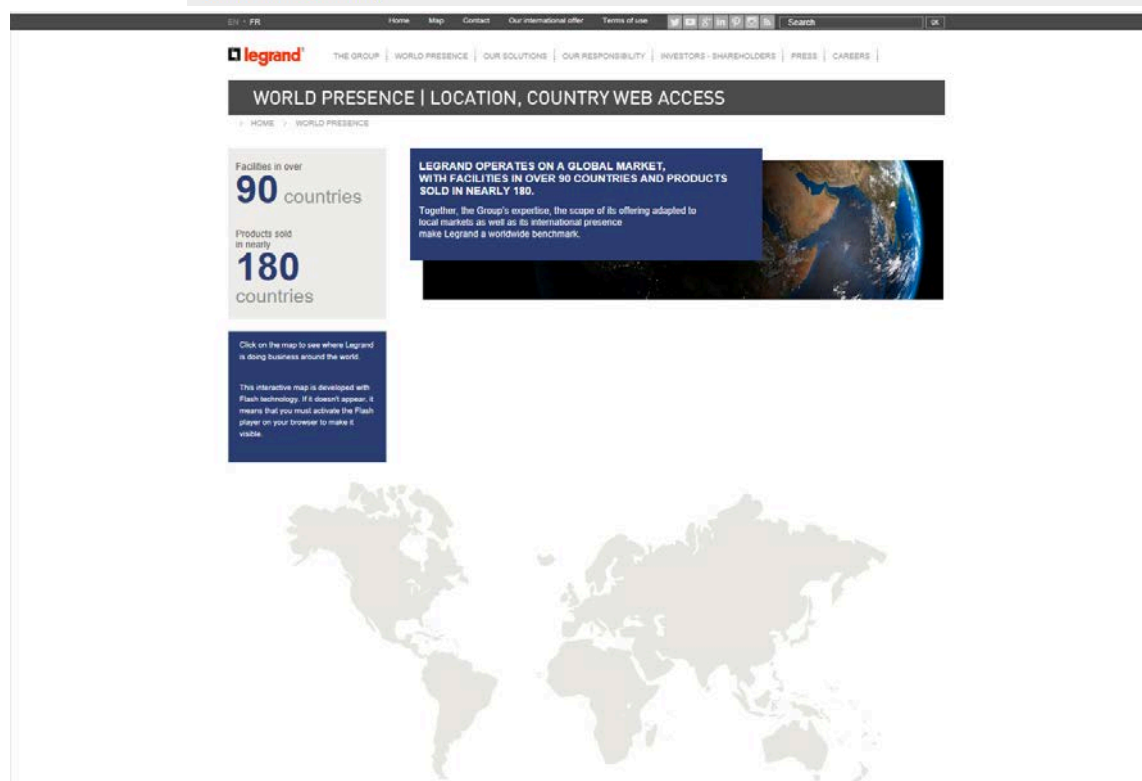 EN · FR
Home Map Contact Our international offer Terms of use Search OK
legrand®
THE GROUP | WORLD PRESENCE | OUR SOLUTIONS | OUR RESPONSIBILITY | INVESTORS - SHAREHOLDERS | PRESS | CAREERS |
WORLD PRESENCE | LOCATION, COUNTRY WEB ACCESS
> HOME > WORLD PRESENCE
Facilities in over
90 countries
Products sold
in nearly
180
countries
LEGRAND OPERATES ON A GLOBAL MARKET,
WITH FACILITIES IN OVER 90 COUNTRIES AND PRODUCTS
SOLD IN NEARLY 180.
Together, the Group's expertise, the scope of its offering adapted to
local markets as well as its international presence
make Legrand a worldwide benchmark.
Click on the map to see where Legrand
is doing business around the world.
This interactive map is developed with
Flash technology. If it doesn't appear, it
means that you must activate the Flash
player on your browser to make it
visible.